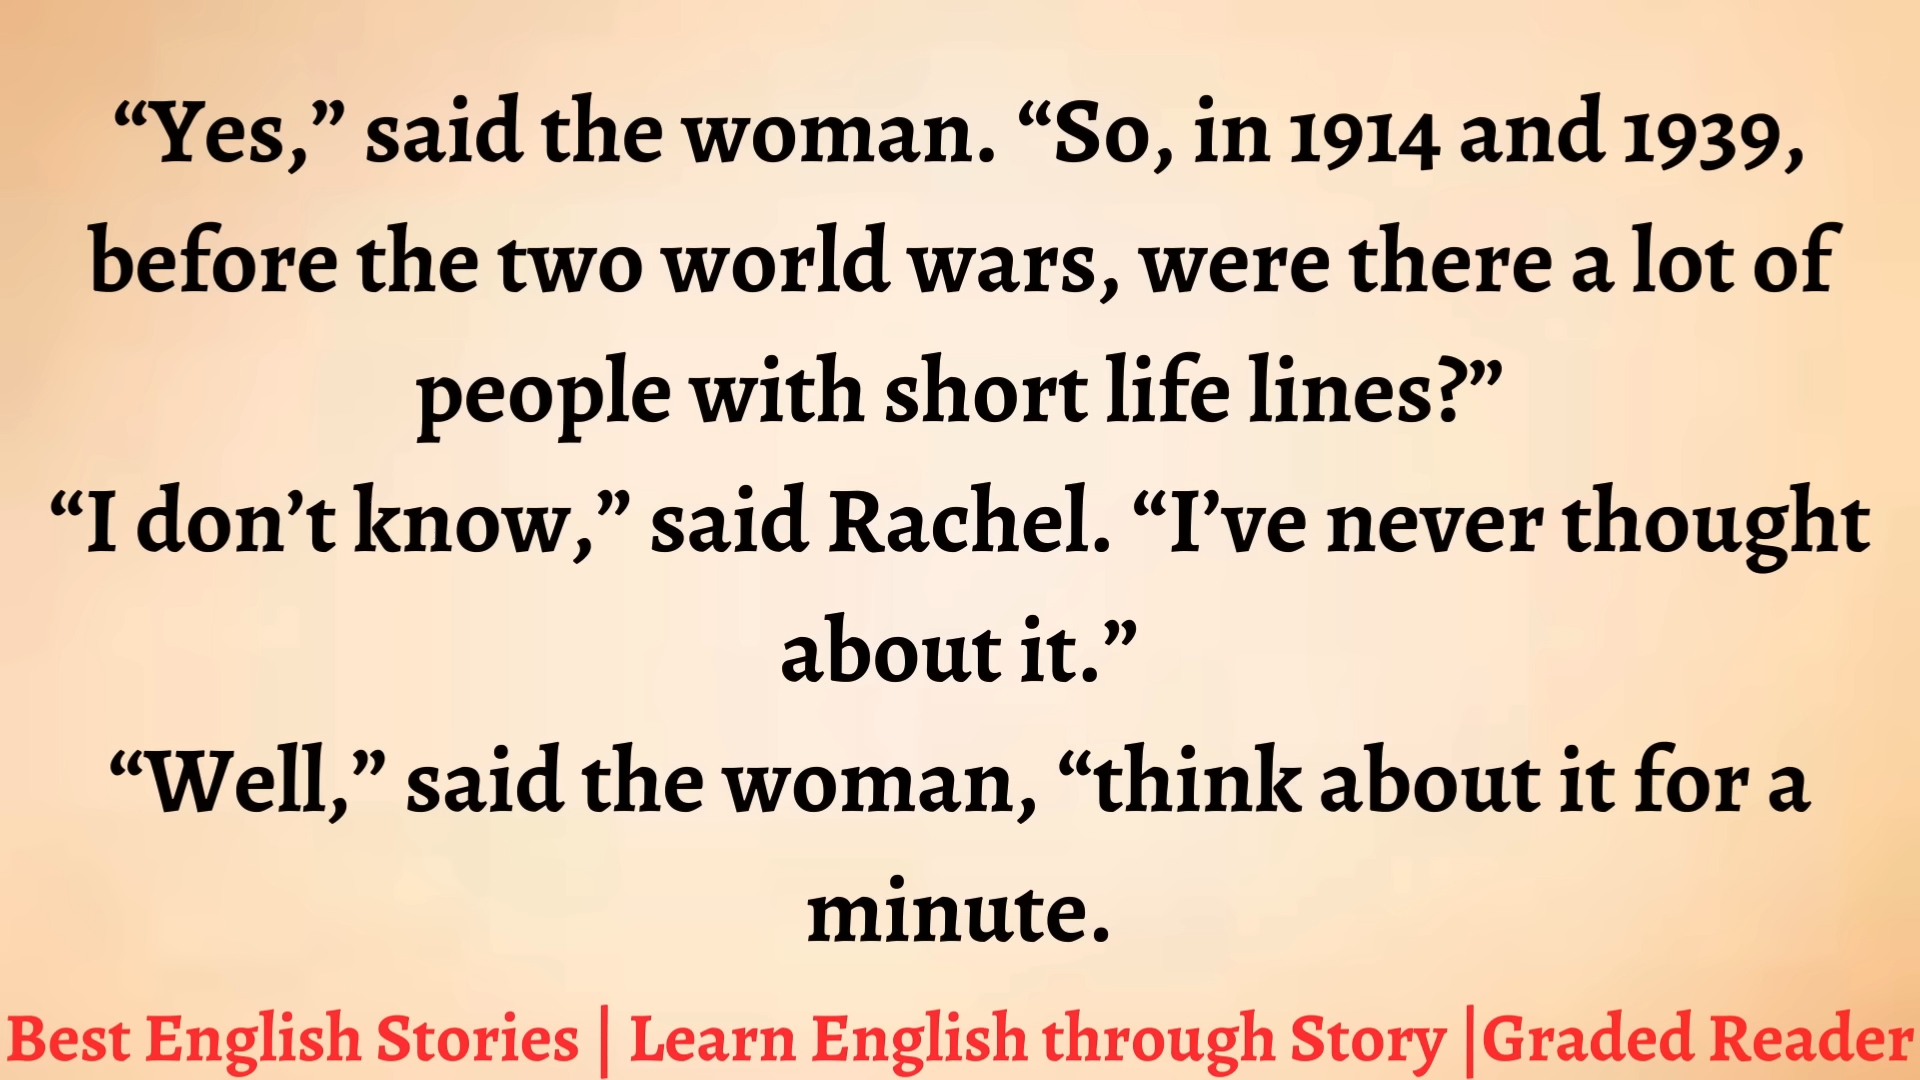 “Yes,” said the woman. “So, in 1914 and 1939,
before the two world wars, were there a lot of
people with short life lines?”
“I don’t know,” said Rachel. “I’ve never thought
about it.”
“Well,” said the woman, “think about it for a
minute.
Best English Stories | Learn English through Story |Graded Reader